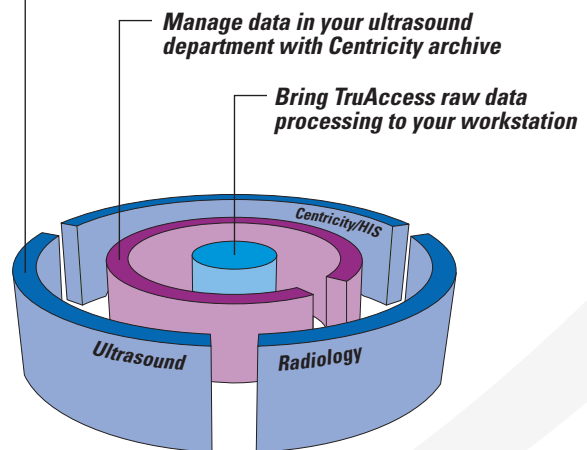 Manage data in your ultrasound
department with Centricity archive
Bring TruAccess raw data
processing to your workstation
Centricity/HIS
Ultrasound
Radiology